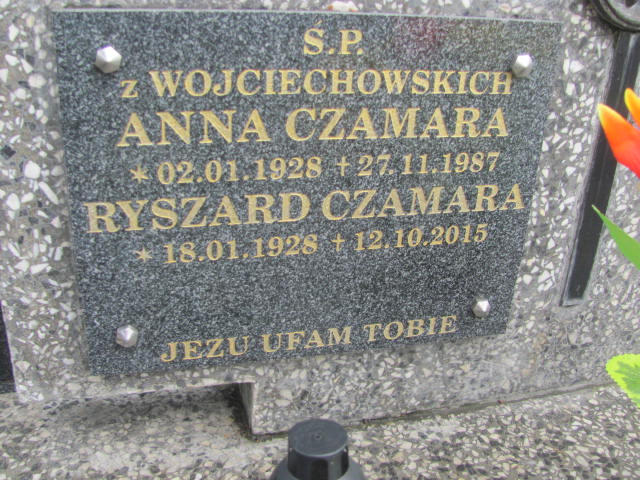 Ś.P.
z WOJCIECHOWSKICH
ANNA CZAMARA
* 02.01.1928 + 27.11.1987
RYSZARD CZAMARA
* 18.01.1928 + 12.10.2015
JEZU UFAM TOBIE